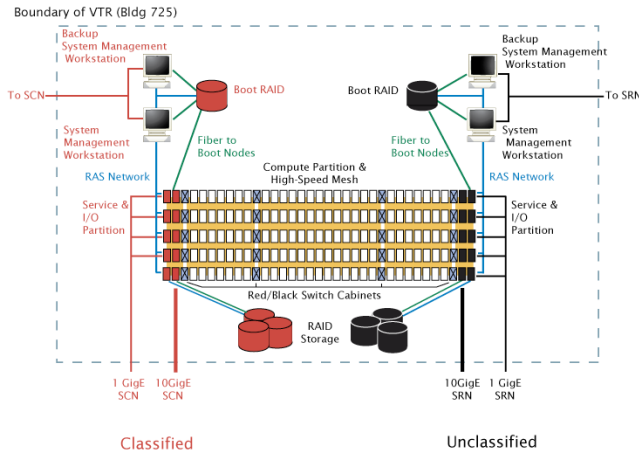 Boundary of VTR (Bldg 725)
Backup
System Management
Workstation
Backup
System Management
Workstation
To SCN
Boot RAID
Boot RAID
To SRN
System
Management
Workstation
Fiber to
Boot Nodes
Fiber to
Boot Nodes
System
Management
Workstation
RAS Network
Compute Partition &
High-Speed Mesh
RAS Network
Service &
I/O
Partition
Service &
I/O
Partition
Red/Black Switch Cabinets
RAID
Storage
1 GigE
SCN
10GigE
SCN
10GigE
SRN
1 GigE
SRN
Classified
Unclassified